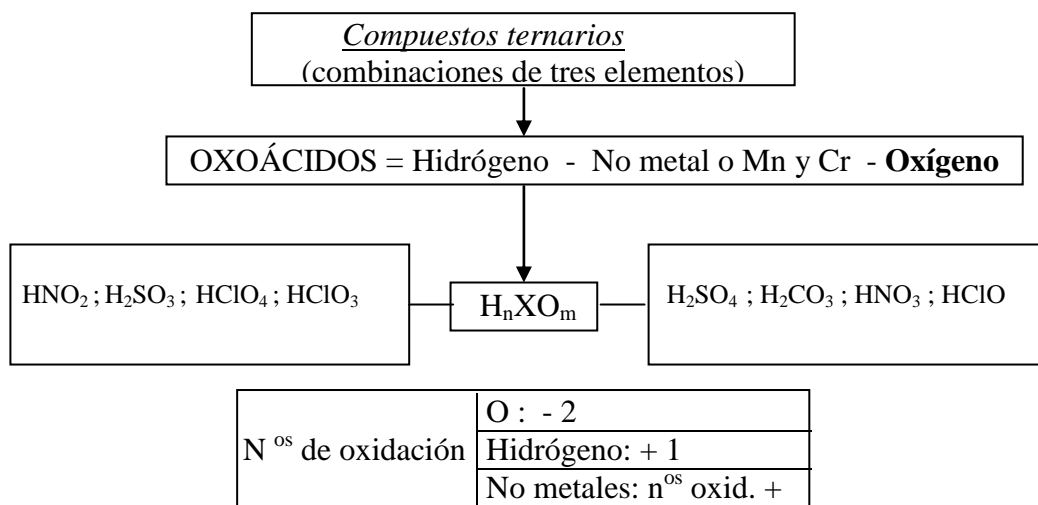 Compuestos ternarios
(combinaciones de tres elementos)
OXOÁCIDOS = Hidrógeno - No metal o Mn y Cr - Oxígeno
HNO₂ ; H₂SO₃ ; HClO₄ ; HClO₃
HₙXOₘ
H₂SO₄ ; H₂CO₃ ; HNO₃ ; HClO
N ᵒˢ de oxidación
O : - 2
Hidrógeno: + 1
No metales: nᵒˢ oxid. +